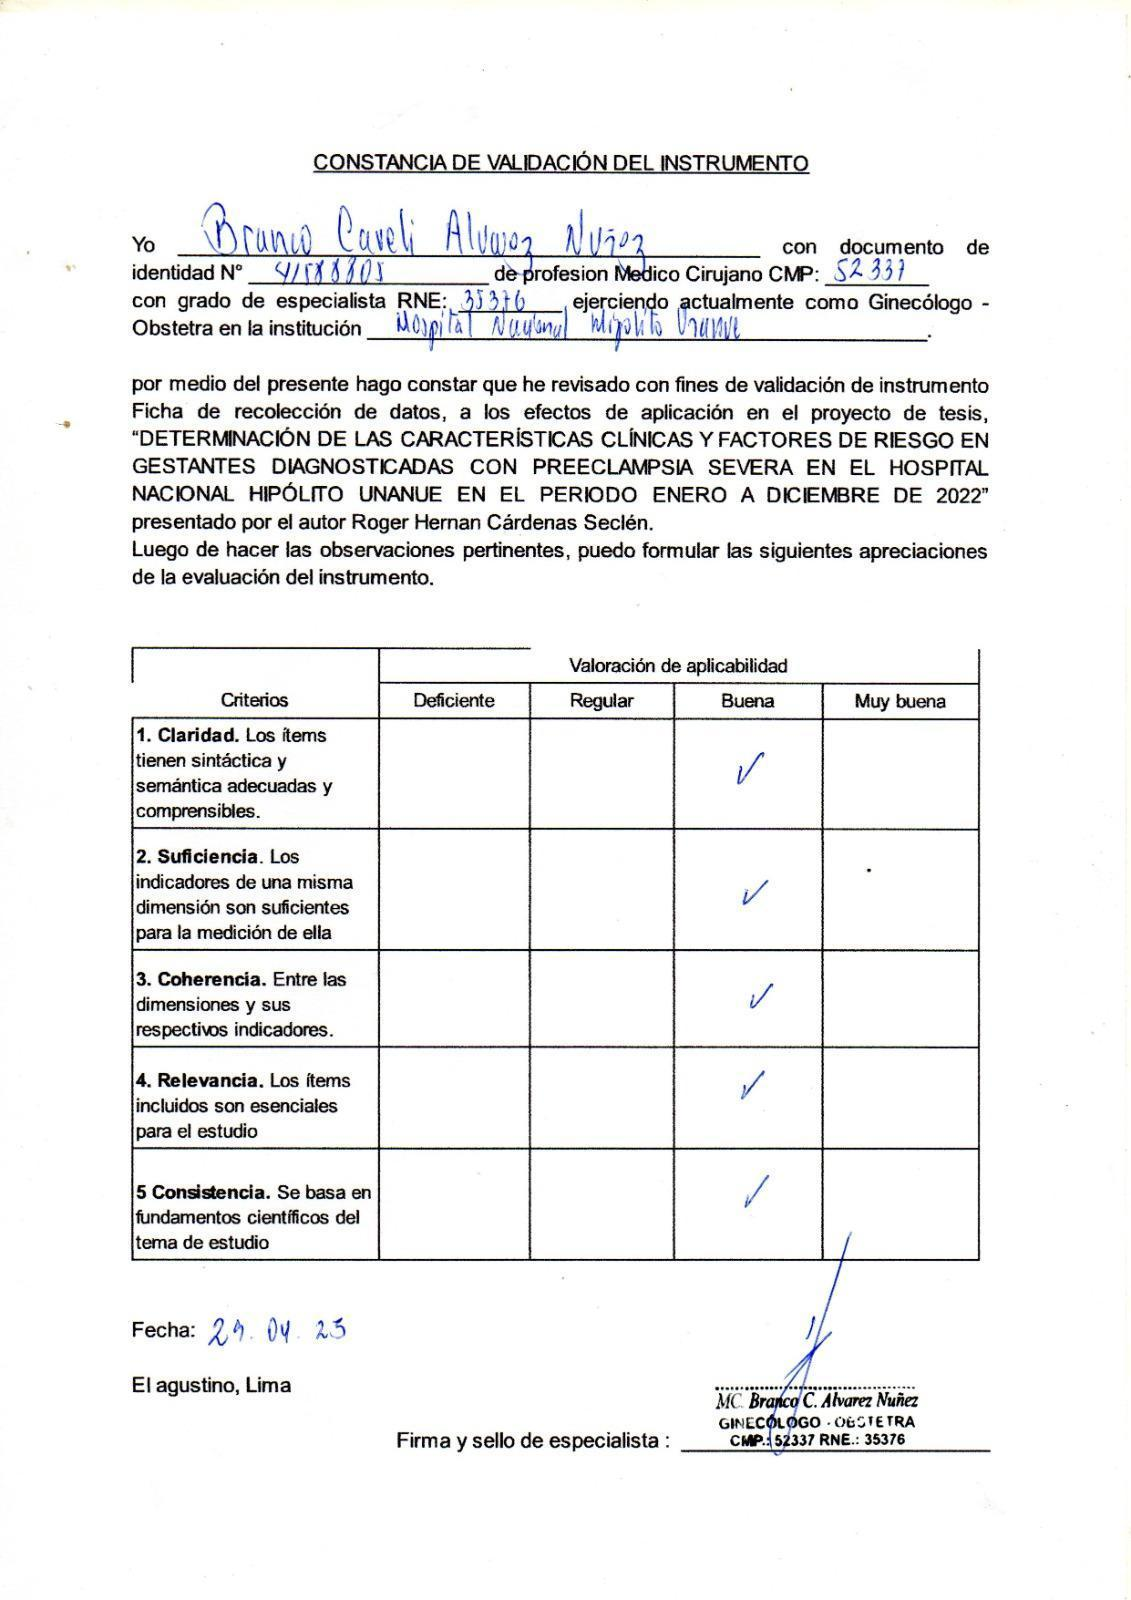 CONSTANCIA DE VALIDACIÓN DEL INSTRUMENTO
Yo Branco Caveli Alvarez Nuñez con documento de
identidad N° 41588805 de profesion Medico Cirujano CMP: 52337
con grado de especialista RNE: 35376 ejerciendo actualmente como Ginecólogo -
Obstetra en la institución Hospital Nacional Hipolito Unanue.
por medio del presente hago constar que he revisado con fines de validación de instrumento
Ficha de recolección de datos, a los efectos de aplicación en el proyecto de tesis,
“DETERMINACIÓN DE LAS CARACTERÍSTICAS CLÍNICAS Y FACTORES DE RIESGO EN
GESTANTES DIAGNOSTICADAS CON PREECLAMPSIA SEVERA EN EL HOSPITAL
NACIONAL HIPÓLITO UNANUE EN EL PERIODO ENERO A DICIEMBRE DE 2022”
presentado por el autor Roger Hernan Cárdenas Seclén.
Luego de hacer las observaciones pertinentes, puedo formular las siguientes apreciaciones
de la evaluación del instrumento.
Valoración de aplicabilidad
Criterios Deficiente Regular Buena Muy buena
1. Claridad. Los ítems
tienen sintáctica y
semántica adecuadas y
comprensibles.
✓
2. Suficiencia. Los
indicadores de una misma
dimensión son suficientes
para la medición de ella
✓
3. Coherencia. Entre las
dimensiones y sus
respectivos indicadores.
✓
4. Relevancia. Los ítems
incluidos son esenciales
para el estudio
✓
5 Consistencia. Se basa en
fundamentos científicos del
tema de estudio
✓
Fecha: 29.04.23
El agustino, Lima
MC. Branco C. Alvarez Nuñez
GINECÓLOGO - OBSTETRA
CMP.: 52337 RNE.: 35376
Firma y sello de especialista :